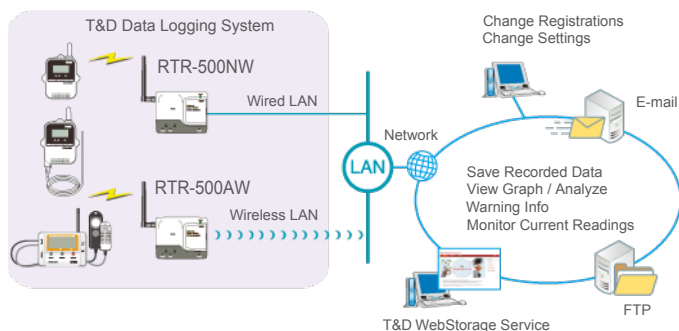 T&D Data Logging System
RTR-500NW
Wired LAN
RTR-500AW
Wireless LAN
LAN
Network
Change Registrations
Change Settings
E-mail
Save Recorded Data
View Graph / Analyze
Warning Info
Monitor Current Readings
FTP
T&D WebStorage Service